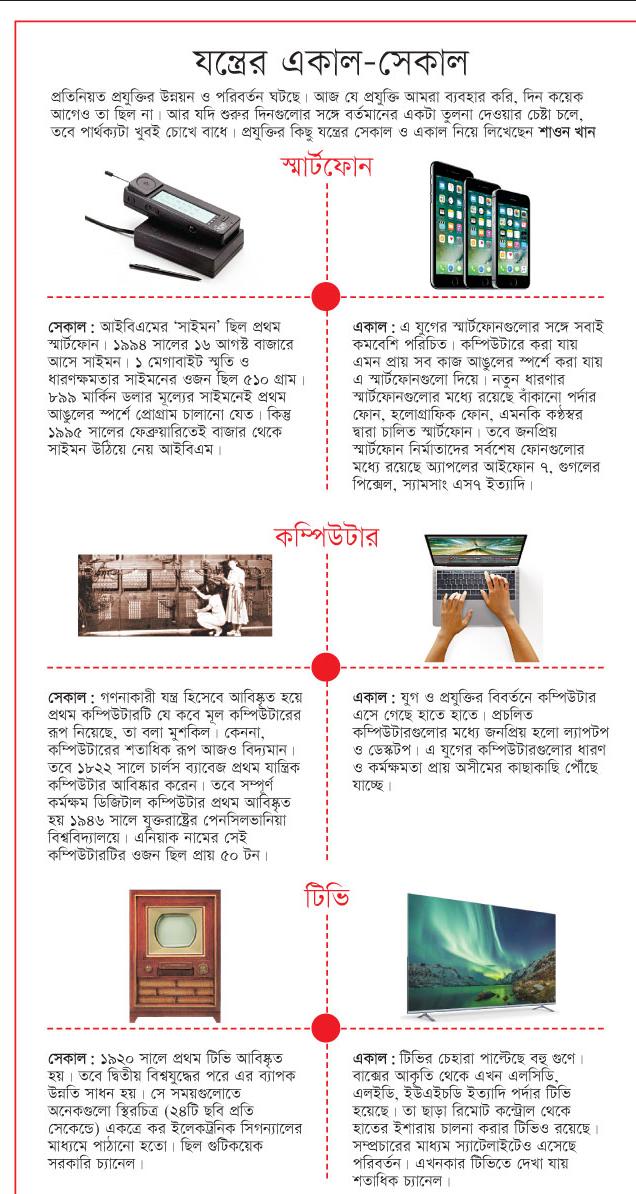 যন্ত্রের একাল-সেকাল
প্রতিনিয়ত প্রযুক্তির উন্নয়ন ও পরিবর্তন ঘটছে। আজ যে প্রযুক্তি আমরা ব্যবহার করি, দিন কয়েক
আগেও তা ছিল না। আর যদি শুরুর দিনগুলোর সঙ্গে বর্তমানের একটা তুলনা দেওয়ার চেষ্টা চলে,
তবে পার্থক্যটা খুবই চোখে বাধে। প্রযুক্তির কিছু যন্ত্রের সেকাল ও একাল নিয়ে লিখেছেন শাওন খান
স্মার্টফোন
সেকাল : আইবিএমের ‘সাইমন’ ছিল প্রথম
স্মার্টফোন। ১৯৯৪ সালের ১৬ আগস্ট বাজারে
আসে সাইমন। ১ মেগাবাইট স্মৃতি ও
ধারণক্ষমতার সাইমনের ওজন ছিল ৫১০ গ্রাম।
৮৯৯ মার্কিন ডলার মূল্যের সাইমনেই প্রথম
আঙুলের স্পর্শে প্রোগ্রাম চালানো যেত। কিন্তু
১৯৯৫ সালের ফেব্রুয়ারিতেই বাজার থেকে
সাইমন উঠিয়ে নেয় আইবিএম।
একাল : এ যুগের স্মার্টফোনগুলোর সঙ্গে সবাই
কমবেশি পরিচিত। কম্পিউটারে করা যায়
এমন প্রায় সব কাজ আঙুলের স্পর্শে করা যায়
এ স্মার্টফোনগুলো দিয়ে। নতুন ধারণার
স্মার্টফোনগুলোর মধ্যে রয়েছে বাঁকানো পর্দার
ফোন, হলোগ্রাফিক ফোন, এমনকি কণ্ঠস্বর
দ্বারা চালিত স্মার্টফোন। তবে জনপ্রিয়
স্মার্টফোন নির্মাতাদের সর্বশেষ ফোনগুলোর
মধ্যে রয়েছে অ্যাপলের আইফোন ৭, গুগলের
পিক্সেল, স্যামসাং এস৭ ইত্যাদি।
কম্পিউটার
সেকাল : গণনাকারী যন্ত্র হিসেবে আবিষ্কৃত হয়ে
প্রথম কম্পিউটারটি যে কবে মূল কম্পিউটারের
রূপ নিয়েছে, তা বলা মুশকিল। কেননা,
কম্পিউটারের শতাধিক রূপ আজও বিদ্যমান।
তবে ১৮২২ সালে চার্লস ব্যাবেজ প্রথম যান্ত্রিক
কম্পিউটার আবিষ্কার করেন। তবে সম্পূর্ণ
কর্মক্ষম ডিজিটাল কম্পিউটার প্রথম আবিষ্কৃত
হয় ১৯৪৬ সালে যুক্তরাষ্ট্রের পেনসিলভানিয়া
বিশ্ববিদ্যালয়ে। এনিয়াক নামের সেই
কম্পিউটারটির ওজন ছিল প্রায় ৫০ টন।
একাল : যুগ ও প্রযুক্তির বিবর্তনে কম্পিউটার
এসে গেছে হাতে হাতে। প্রচলিত
কম্পিউটারগুলোর মধ্যে জনপ্রিয় হলো ল্যাপটপ
ও ডেস্কটপ। এ যুগের কম্পিউটারগুলোর ধারণ
ও কর্মক্ষমতা প্রায় অসীমের কাছাকাছি পৌঁছে
যাচ্ছে।
টিভি
সেকাল : ১৯২০ সালে প্রথম টিভি আবিষ্কৃত
হয়। তবে দ্বিতীয় বিশ্বযুদ্ধের পরে এর ব্যাপক
উন্নতি সাধন হয়। সে সময়গুলোতে
অনেকগুলো স্থিরচিত্র (২৪টি ছবি প্রতি
সেকেন্ডে) একত্রে কর ইলেকট্রনিক সিগন্যালের
মাধ্যমে পাঠানো হতো। ছিল গুটিকয়েক
সরকারি চ্যানেল।
একাল : টিভির চেহারা পাল্টেছে বহু গুণে।
বাক্সের আকৃতি থেকে এখন এলসিডি,
এলইডি, ইউএইচডি ইত্যাদি পর্দার টিভি
হয়েছে। তা ছাড়া রিমোট কন্ট্রোল থেকে
হাতের ইশারায় চালনা করার টিভিও রয়েছে।
সম্প্রচারের মাধ্যম স্যাটেলাইটেও এসেছে
পরিবর্তন। এখনকার টিভিতে দেখা যায়
শতাধিক চ্যানেল।